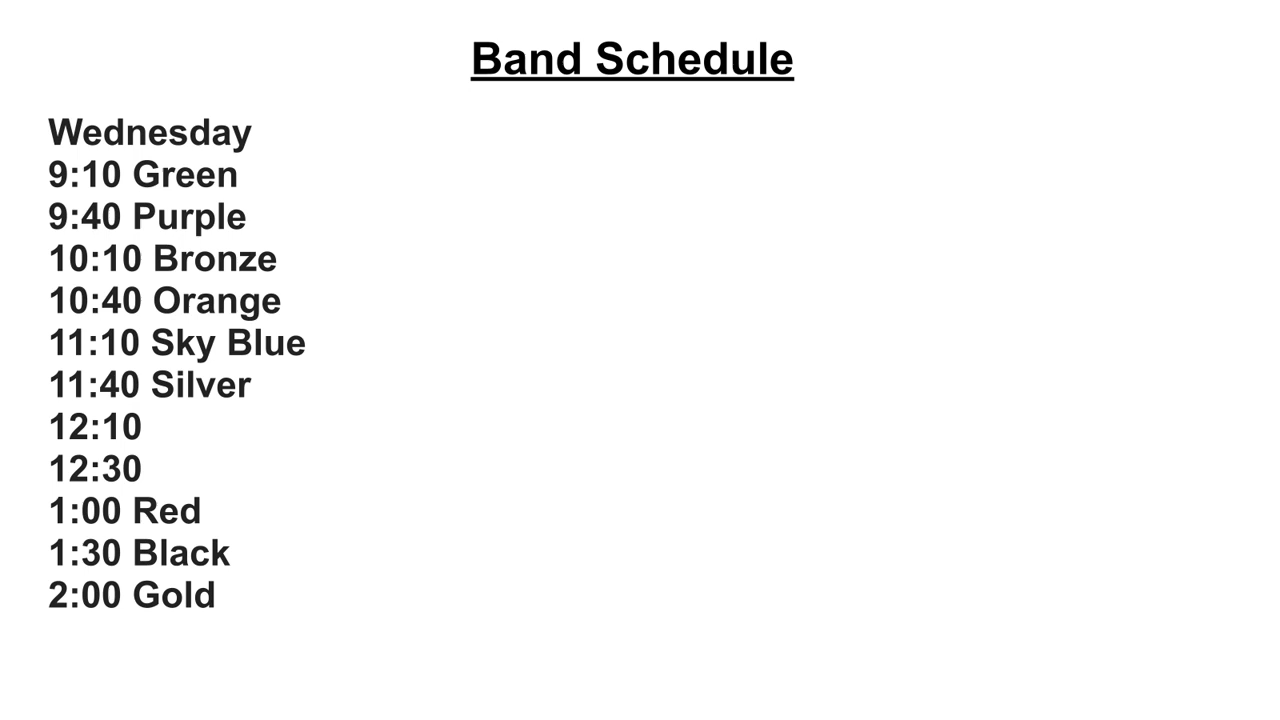 Band Schedule
Wednesday
9:10 Green
9:40 Purple
10:10 Bronze
10:40 Orange
11:10 Sky Blue
11:40 Silver
12:10
12:30
1:00 Red
1:30 Black
2:00 Gold